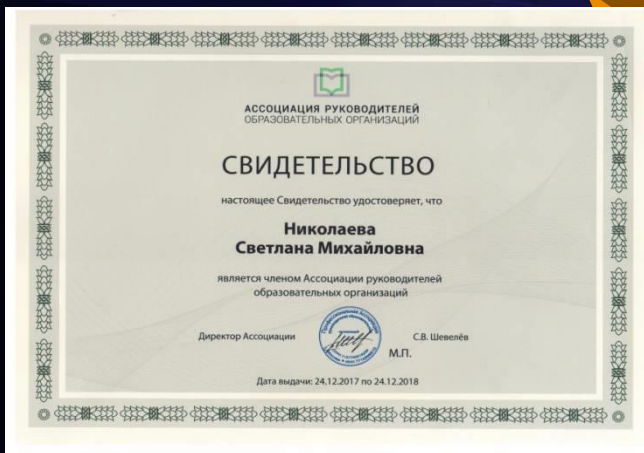 АССОЦИАЦИЯ РУКОВОДИТЕЛЕЙ
ОБРАЗОВАТЕЛЬНЫХ ОРГАНИЗАЦИЙ
СВИДЕТЕЛЬСТВО
настоящее Свидетельство удостоверяет, что
Николаева
Светлана Михайловна
является членом Ассоциации руководителей
образовательных организаций
Директор Ассоциации
С.В. Шевелёв
М.П.
Дата выдачи: 24.12.2017 по 24.12.2018